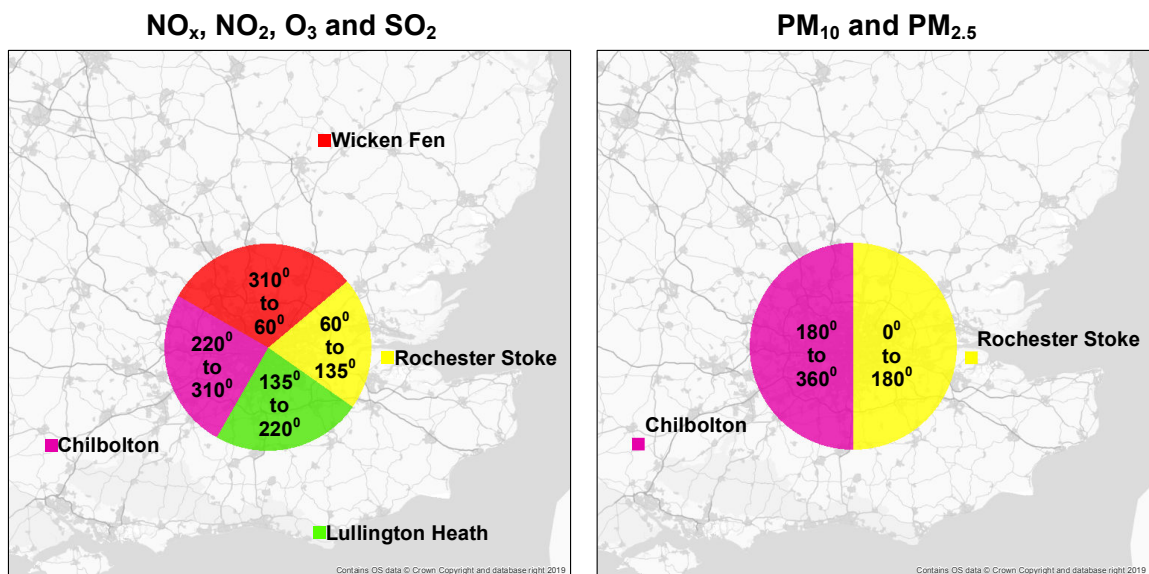 NOₓ, NO₂, O₃ and SO₂
Wicken Fen
310⁰
to
60⁰
60⁰
to
135⁰
Rochester Stoke
220⁰
to
310⁰
135⁰
to
220⁰
Chilbolton
Lullington Heath
Contains OS data © Crown Copyright and database right 2019
PM₁₀ and PM₂.₅
180⁰
to
360⁰
0⁰
to
180⁰
Rochester Stoke
Chilbolton
Contains OS data © Crown Copyright and database right 2019